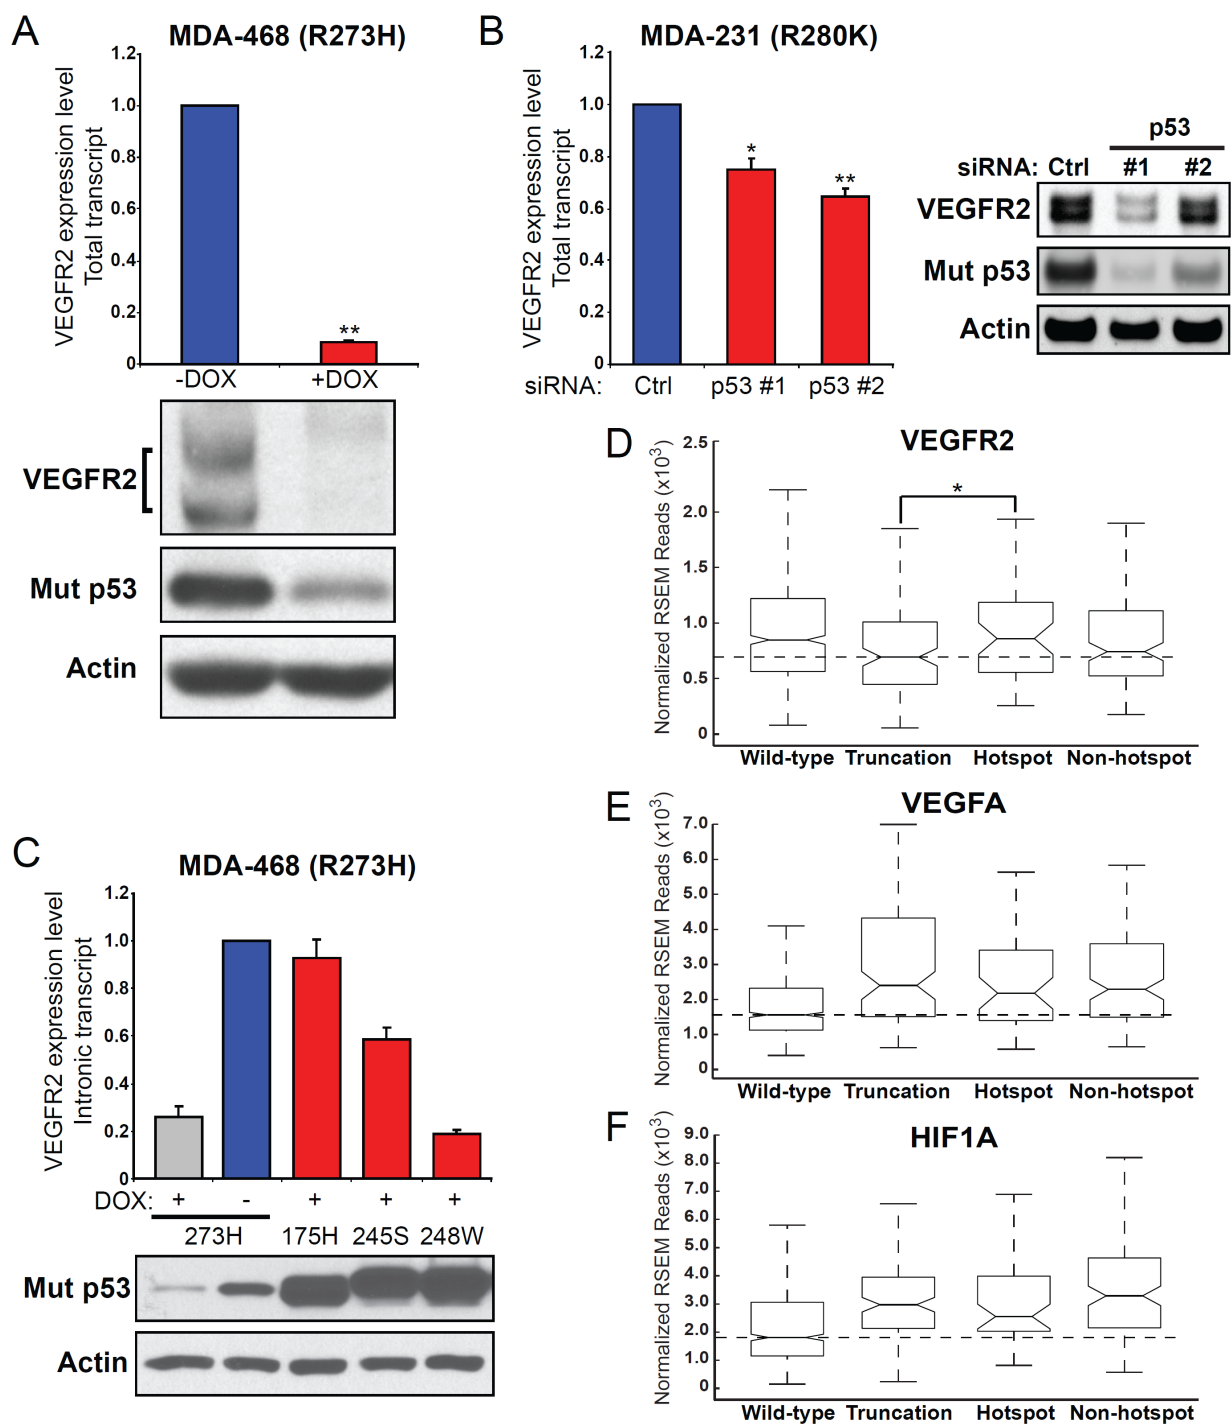 A
MDA-468 (R273H)
VEGFR2 expression level
Total transcript
1.2
1.0
0.8
0.6
0.4
0.2
0
**
-DOX
+DOX
VEGFR2
Mut p53
Actin
B
MDA-231 (R280K)
VEGFR2 expression level
Total transcript
1.2
1.0
0.8
0.6
0.4
0.2
0
*
**
siRNA: Ctrl p53 #1 p53 #2
p53
siRNA: Ctrl #1 #2
VEGFR2
Mut p53
Actin
C
MDA-468 (R273H)
VEGFR2 expression level
Intronic transcript
1.2
1.0
0.8
0.6
0.4
0.2
0
DOX: + - + + +
273H 175H 245S 248W
Mut p53
Actin
D
VEGFR2
Normalized RSEM Reads (x10³)
2.5
2.0
1.5
1.0
0.5
0
*
Wild-type Truncation Hotspot Non-hotspot
E
VEGFA
Normalized RSEM Reads (x10³)
7.0
6.0
5.0
4.0
3.0
2.0
1.0
0
Wild-type Truncation Hotspot Non-hotspot
F
HIF1A
Normalized RSEM Reads (x10³)
9.0
8.0
7.0
6.0
5.0
4.0
3.0
2.0
1.0
0
Wild-type Truncation Hotspot Non-hotspot